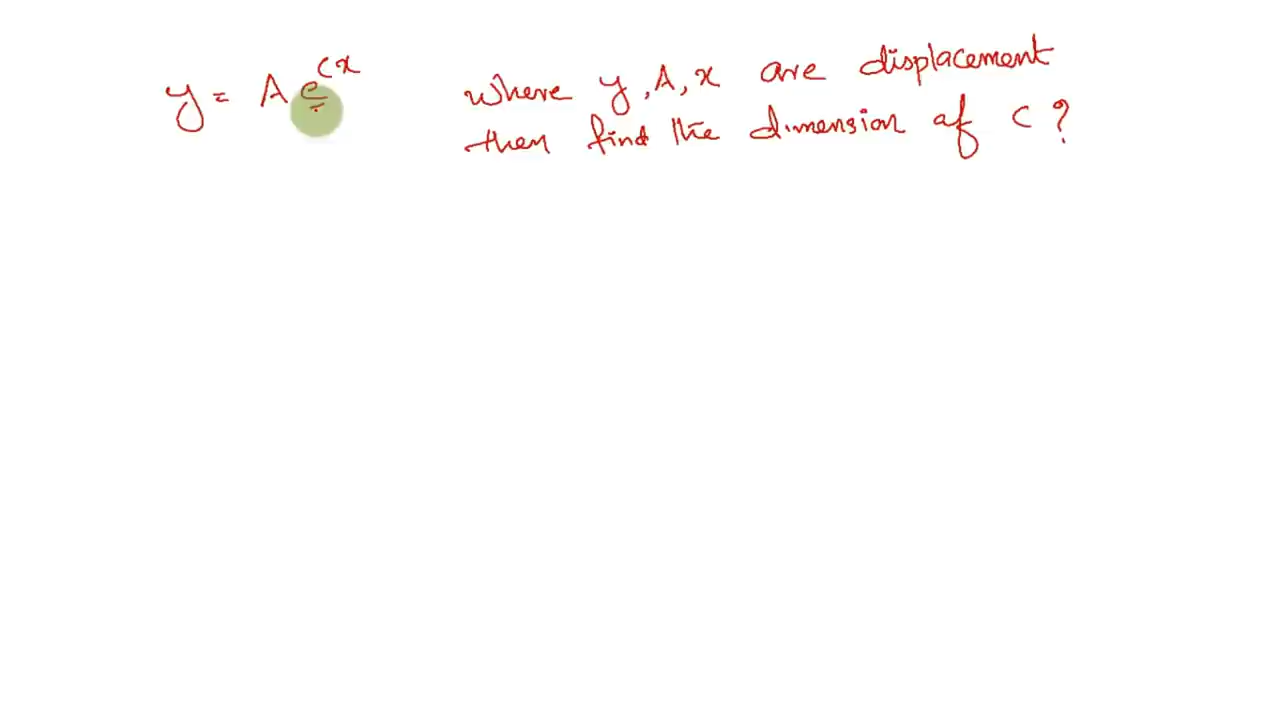 y = A e^{Cx} where y, A, x are displacement
then find the dimension of C ?